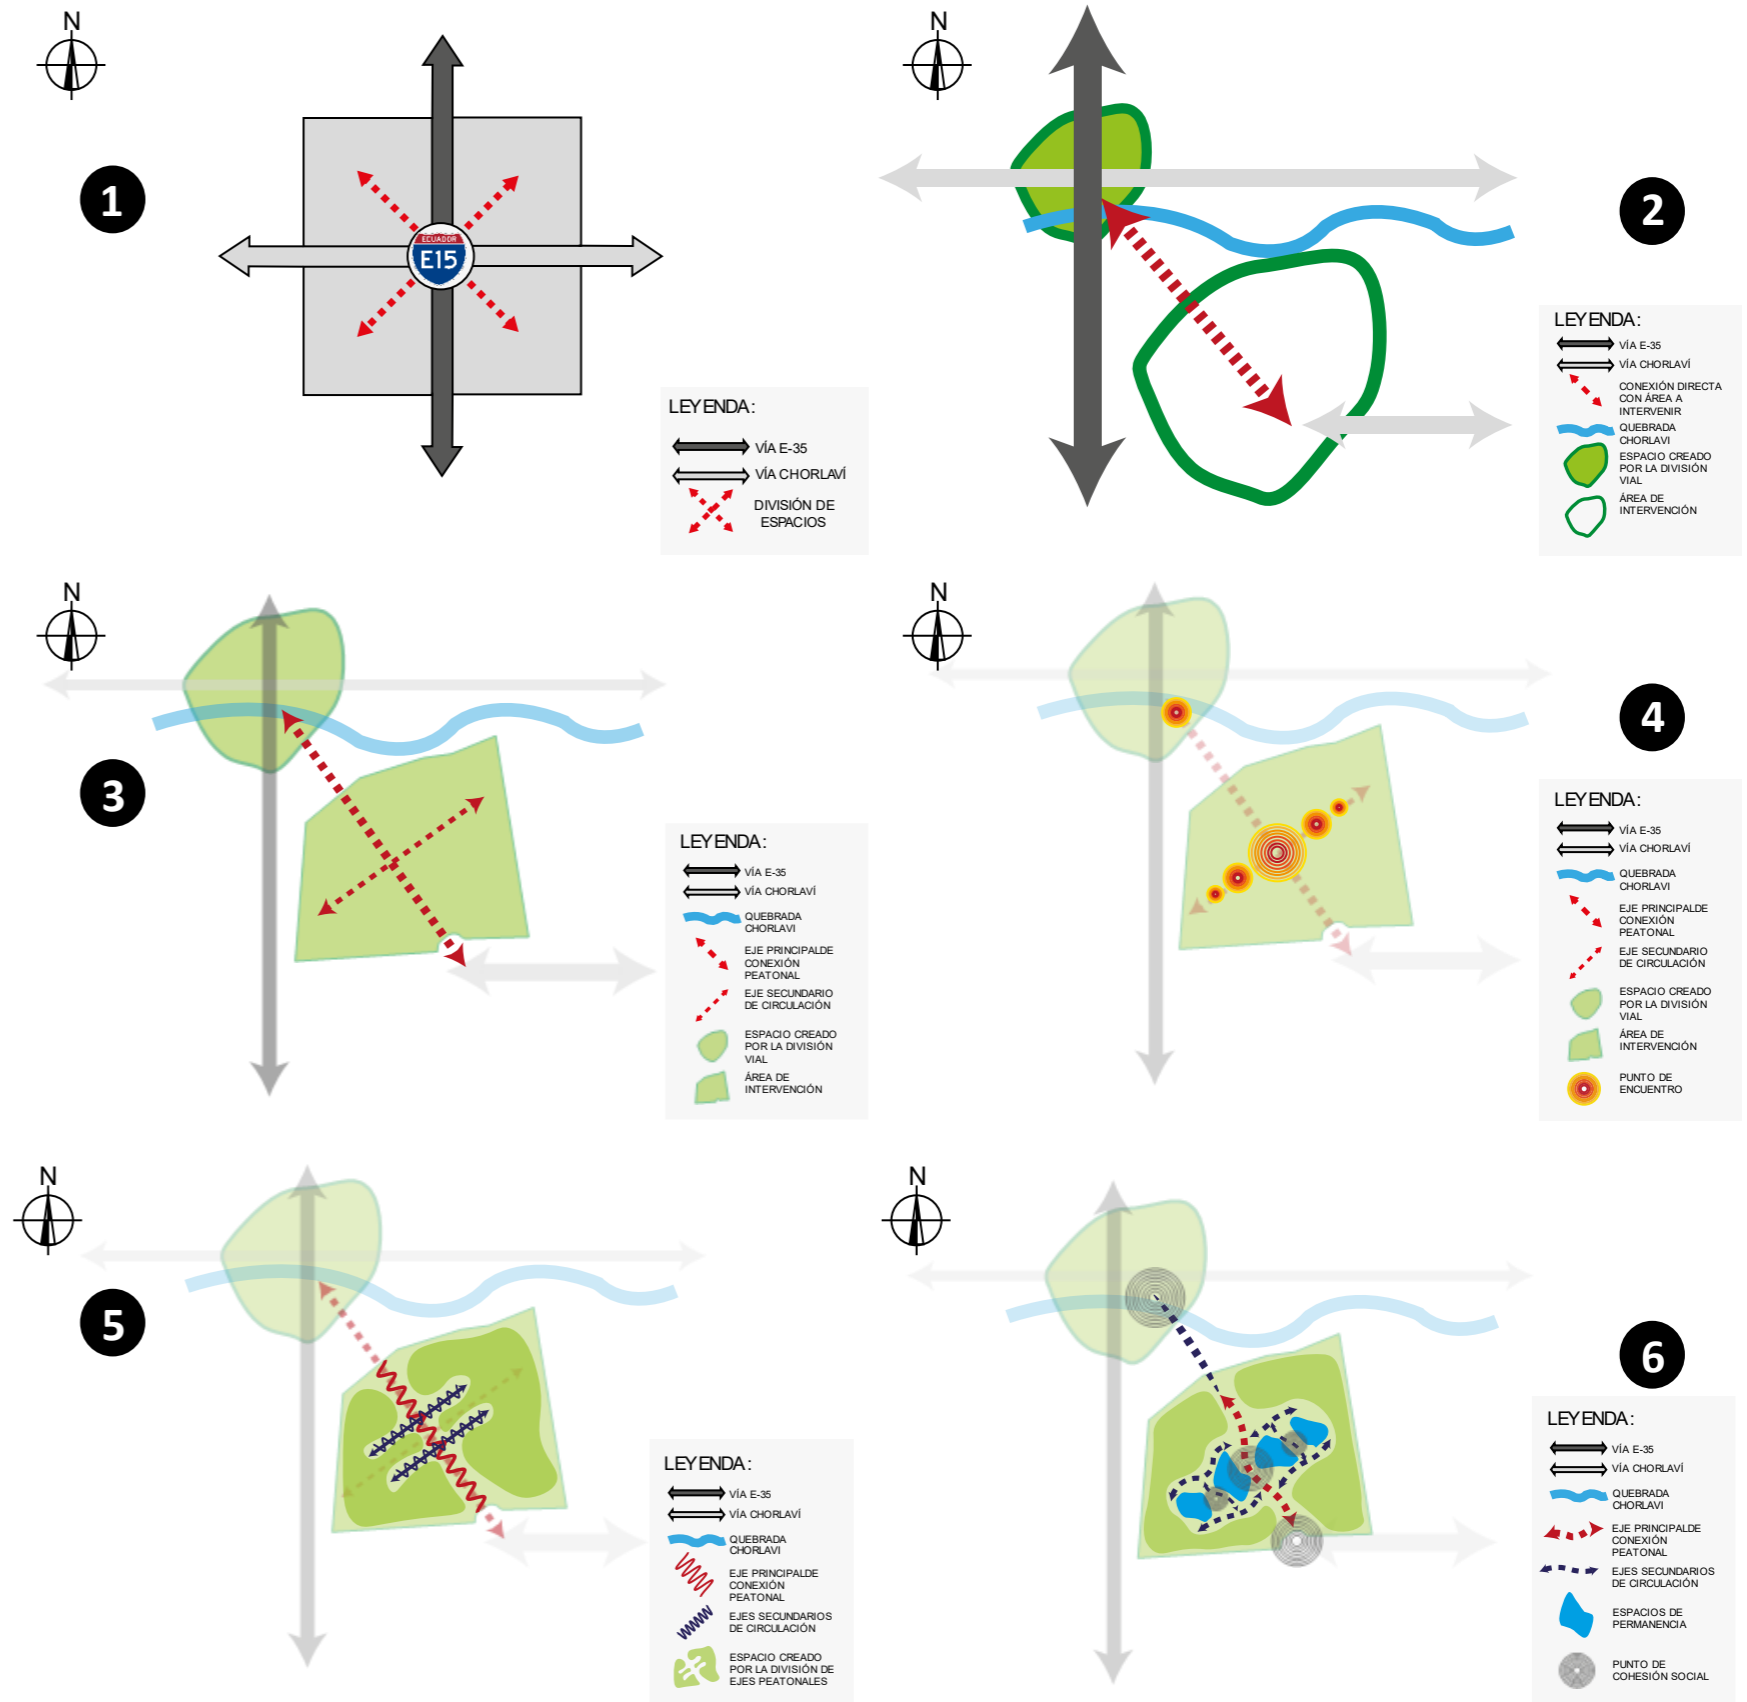 N
1
ECUADOR
E15
LEYENDA:
VÍA E-35
VÍA CHORLAVÍ
DIVISIÓN DE
ESPACIOS
N
2
LEYENDA:
VÍA E-35
VÍA CHORLAVÍ
CONEXIÓN DIRECTA
CON ÁREA A
INTERVENIR
QUEBRADA
CHORLAVI
ESPACIO CREADO
POR LA DIVISIÓN
VIAL
ÁREA DE
INTERVENCIÓN
N
3
LEYENDA:
VÍA E-35
VÍA CHORLAVÍ
QUEBRADA
CHORLAVI
EJE PRINCIPALDE
CONEXIÓN
PEATONAL
EJE SECUNDARIO
DE CIRCULACIÓN
ESPACIO CREADO
POR LA DIVISIÓN
VIAL
ÁREA DE
INTERVENCIÓN
N
4
LEYENDA:
VÍA E-35
VÍA CHORLAVÍ
QUEBRADA
CHORLAVI
EJE PRINCIPALDE
CONEXIÓN
PEATONAL
EJE SECUNDARIO
DE CIRCULACIÓN
ESPACIO CREADO
POR LA DIVISIÓN
VIAL
ÁREA DE
INTERVENCIÓN
PUNTO DE
ENCUENTRO
N
5
LEYENDA:
VÍA E-35
VÍA CHORLAVÍ
QUEBRADA
CHORLAVI
EJE PRINCIPALDE
CONEXIÓN
PEATONAL
EJES SECUNDARIOS
DE CIRCULACIÓN
ESPACIO CREADO
POR LA DIVISIÓN DE
EJES PEATONALES
N
6
LEYENDA:
VÍA E-35
VÍA CHORLAVÍ
QUEBRADA
CHORLAVI
EJE PRINCIPALDE
CONEXIÓN
PEATONAL
EJES SECUNDARIOS
DE CIRCULACIÓN
ESPACIOS DE
PERMANENCIA
PUNTO DE
COHESIÓN SOCIAL